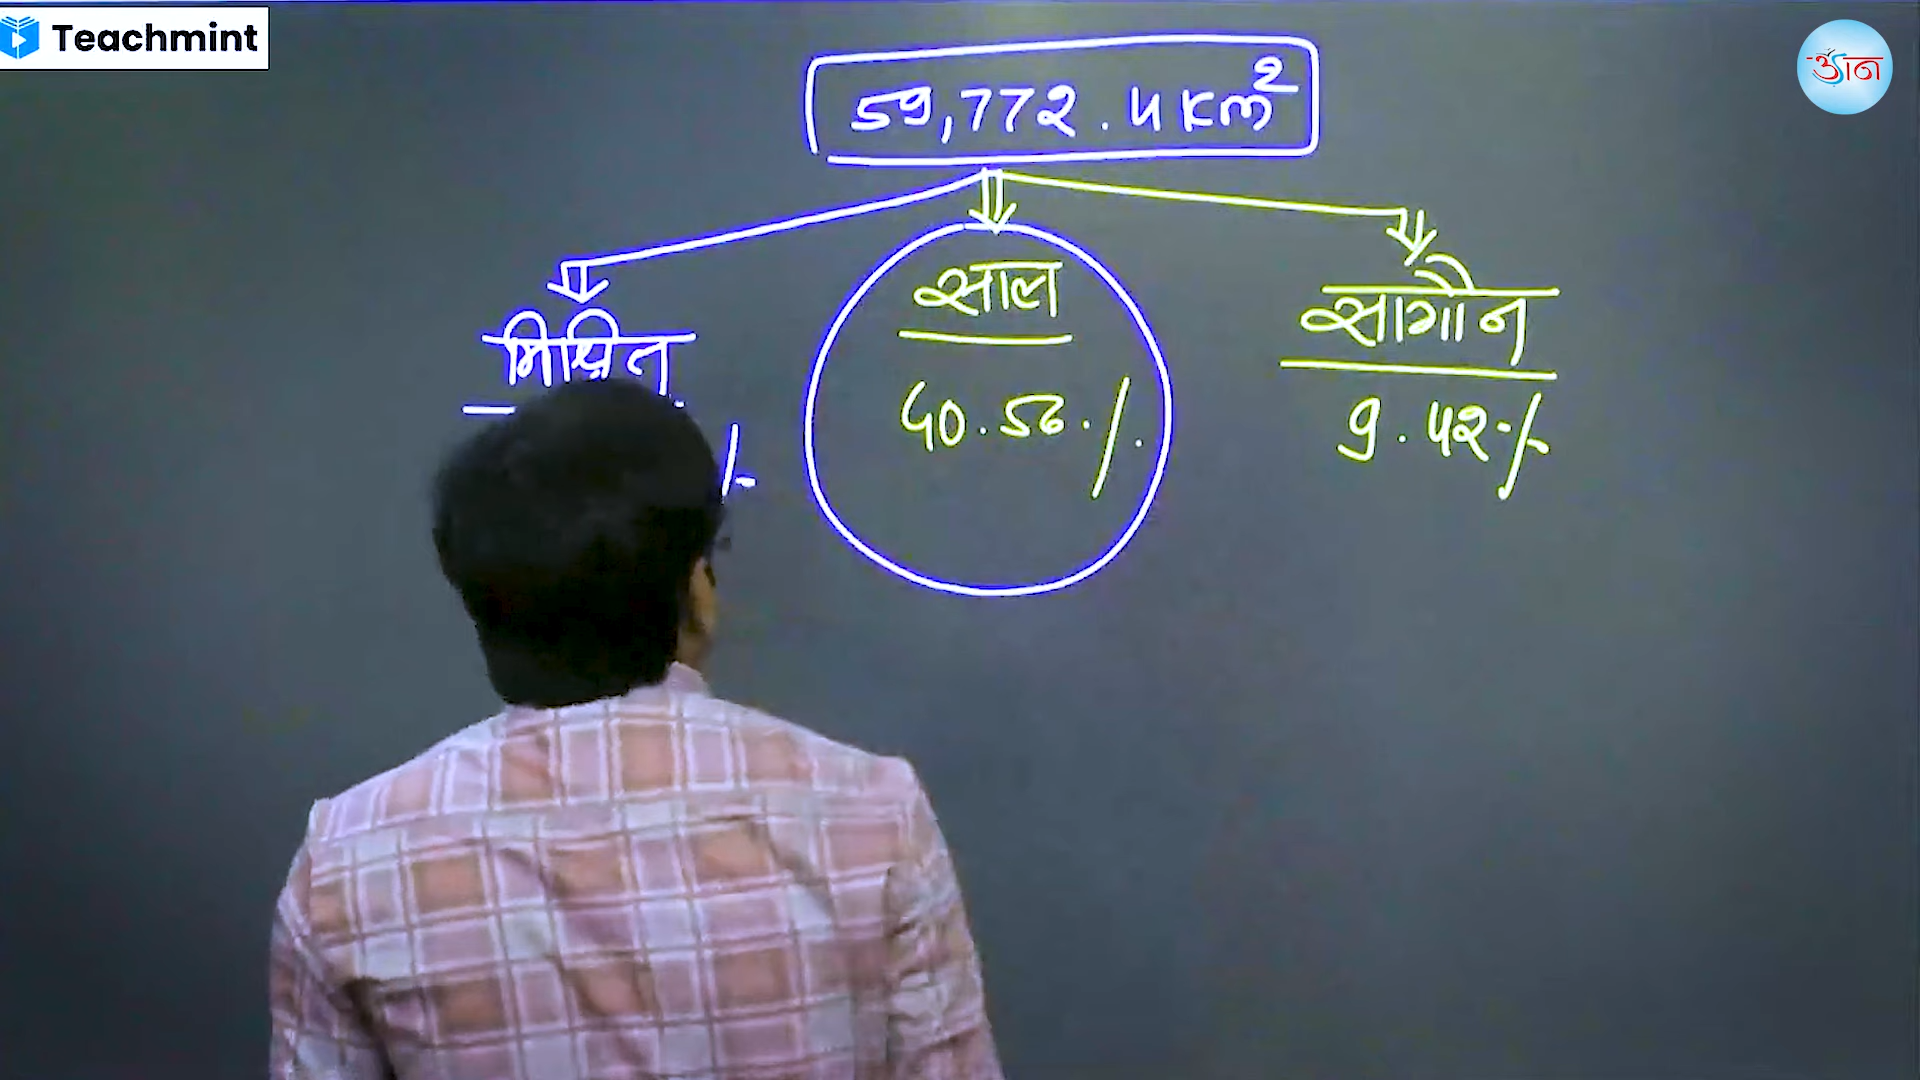 Teachmint
ज्ञान
59,772.4 KM²
मिश्रित
साल
सागौन
40.56%
9.42%